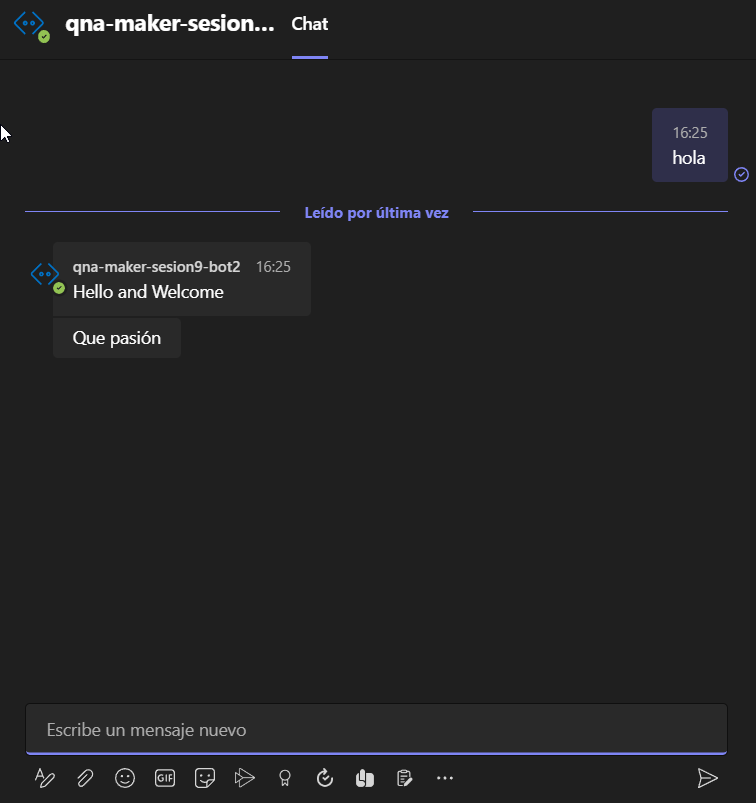 qna-maker-sesion... Chat
16:25
hola
Leído por última vez
qna-maker-sesion9-bot2 16:25
Hello and Welcome
Que pasión
Escribe un mensaje nuevo
GIF